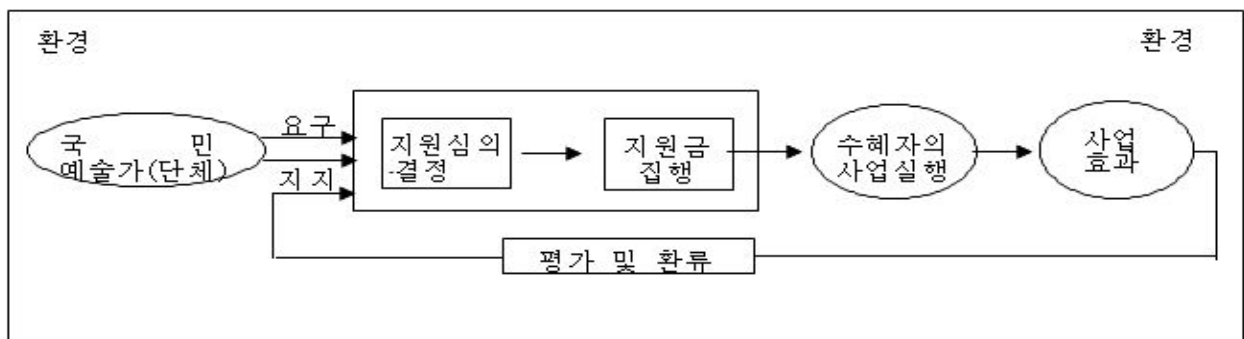 환경
환경
국 민
예술가(단체)
요구
지지
지원심의
·결정
지원금
집행
수혜자의
사업실행
사업
효과
평가 및 환류